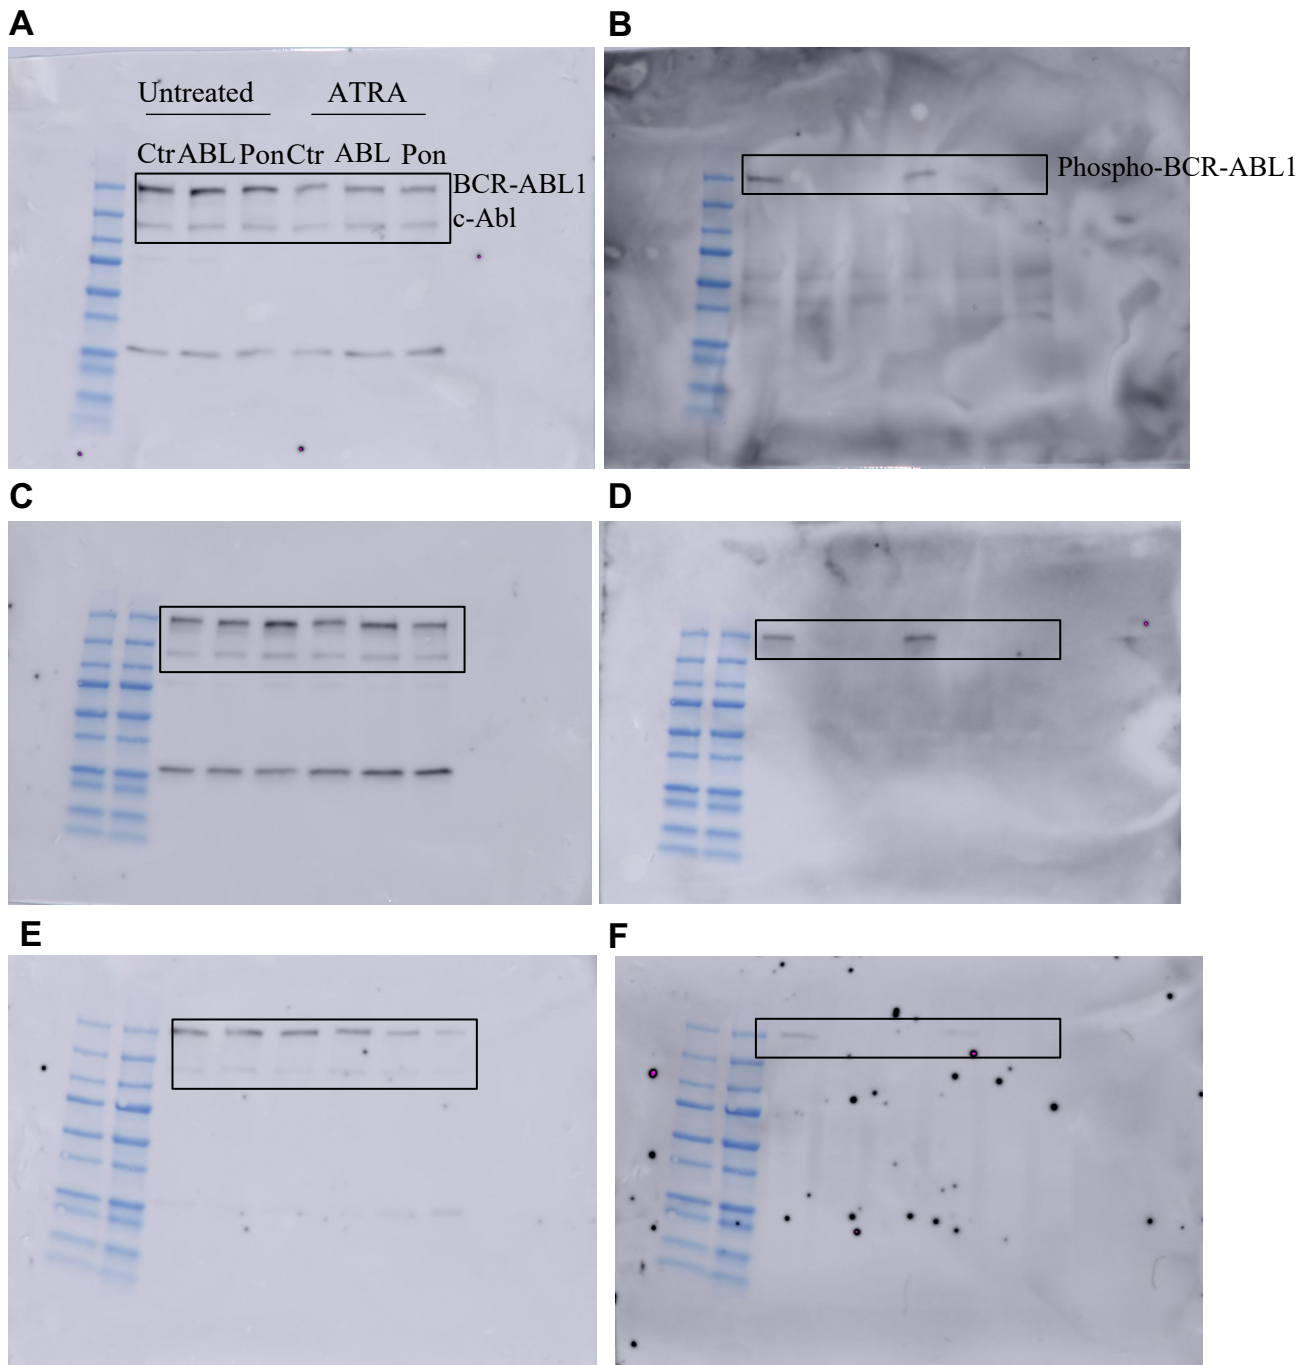 A
B
Untreated
ATRA
Ctr ABL Pon Ctr ABL Pon
BCR-ABL1
c-Abl
Phospho-BCR-ABL1
C
D
E
F